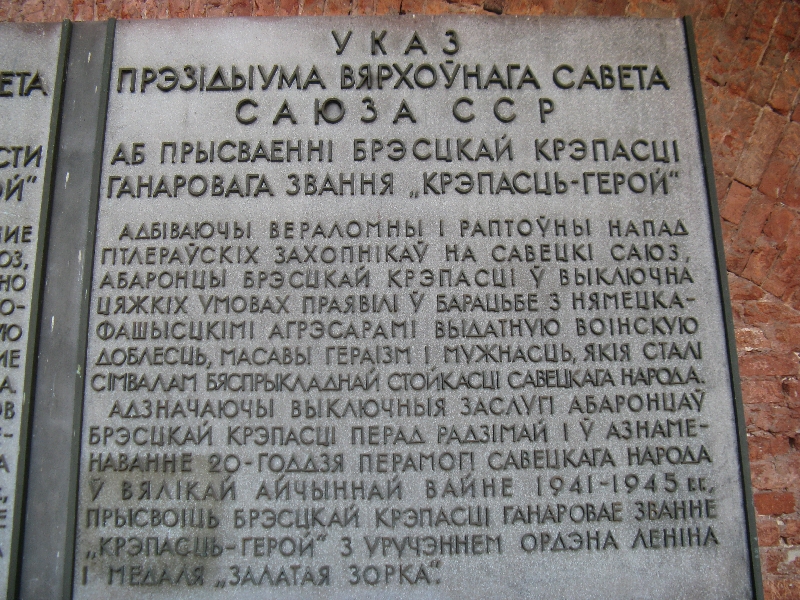 УКАЗ
ПРЭЗІДЫУМА ВЯРХОЎНАГА САВЕТА
САЮЗА ССР
АБ ПРЫСВАЕННІ БРЭСЦКАЙ КРЭПАСЦІ
ГАНАРОВАГА ЗВАННЯ „КРЭПАСЦЬ-ГЕРОЙ“
АДБІВАЮЧЫ ВЕРАЛОМНЫ І РАПТОЎНЫ НАПАД
ГІТЛЕРАЎСКІХ ЗАХОПНІКАЎ НА САВЕЦКІ САЮЗ,
АБАРОНЦЫ БРЭСЦКАЙ КРЭПАСЦІ Ў ВЫКЛЮЧНА
ЦЯЖКІХ УМОВАХ ПРАЯВІЛІ Ў БАРАЦЬБЕ З НЯМЕЦКА-
ФАШЫСЦКІМІ АГРЭСАРАМІ ВЫДАТНУЮ ВОІНСКУЮ
ДОБЛЕСЦЬ, МАСАВЫ ГЕРАІЗМ І МУЖНАСЦЬ, ЯКІЯ СТАЛІ
СІМВАЛАМ БЯСПРЫКЛАДНАЙ СТОЙКАСЦІ САВЕЦКАГА НАРОДА.
АДЗНАЧАЮЧЫ ВЫКЛЮЧНЫЯ ЗАСЛУГІ АБАРОНЦАЎ
БРЭСЦКАЙ КРЭПАСЦІ ПЕРАД РАДЗІМАЙ І Ў АЗНАМЕ-
НАВАННЕ 20-ГОДДЗЯ ПЕРАМОГІ САВЕЦКАГА НАРОДА
Ў ВЯЛІКАЙ АЙЧЫННАЙ ВАЙНЕ 1941-1945 гг.,
ПРЫСВОІЦЬ БРЭСЦКАЙ КРЭПАСЦІ ГАНАРОВАЕ ЗВАННЕ
„КРЭПАСЦЬ-ГЕРОЙ“ З УРУЧЭННЕМ ОРДЭНА ЛЕНІНА
І МЕДАЛЯ „ЗАЛАТАЯ ЗОРКА“.